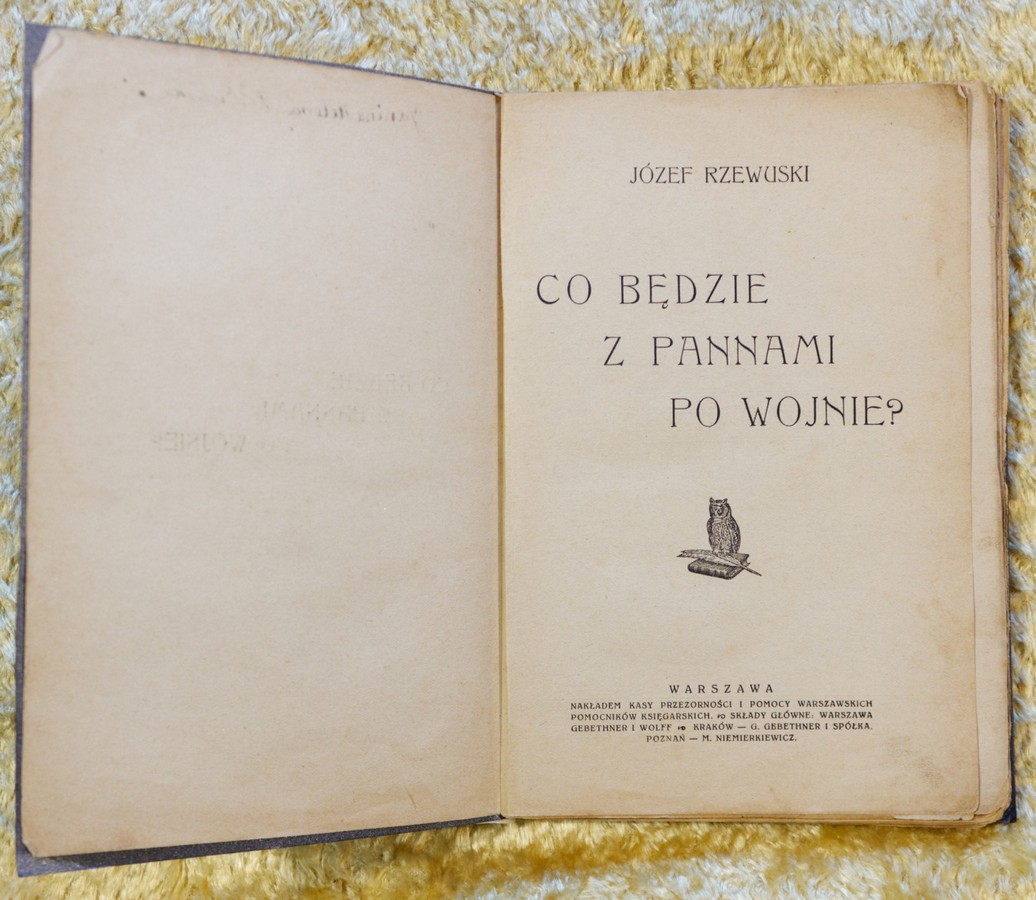 JÓZEF RZEWUSKI
CO BĘDZIE
Z PANNAMI
PO WOJNIE?
WARSZAWA
NAKŁADEM KASY PRZEZORNOŚCI I POMOCY WARSZAWSKICH
POMOCNIKÓW KSIĘGARSKICH. SKŁADY GŁÓWNE: WARSZAWA
GEBETHNER I WOLFF KRAKÓW — G. GEBETHNER I SPÓŁKA.
POZNAŃ — M. NIEMIERKIEWICZ.